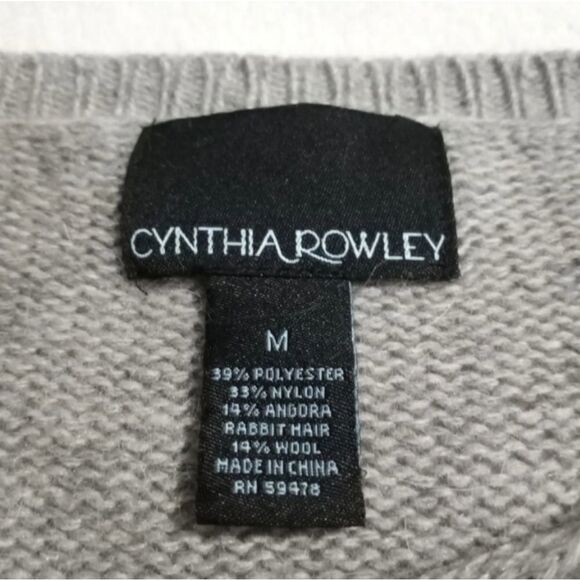 CYNTHIA ROWLEY
M
39% POLYESTER
33% NYLON
14% ANGORA
RABBIT HAIR
14% WOOL
MADE IN CHINA
RN 59478